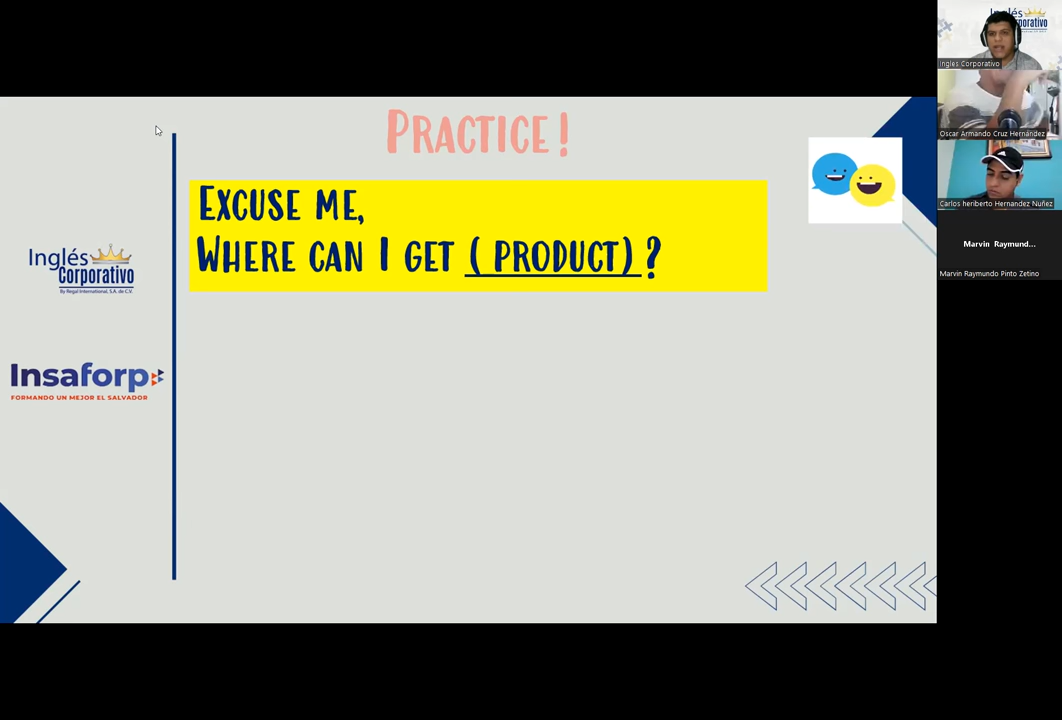 Practice!
Excuse me,
Where can I get ( product) ?
Inglés
Corporativo
By Regal International, S.A. de C.V.
Insaforp
FORMANDO UN MEJOR EL SALVADOR
Inglés
Ingles Corporativo
Oscar Armando Cruz Hernández
Carlos heriberto Hernandez Nuñez
Marvin Raymund...
Marvin Raymundo Pinto Zetino